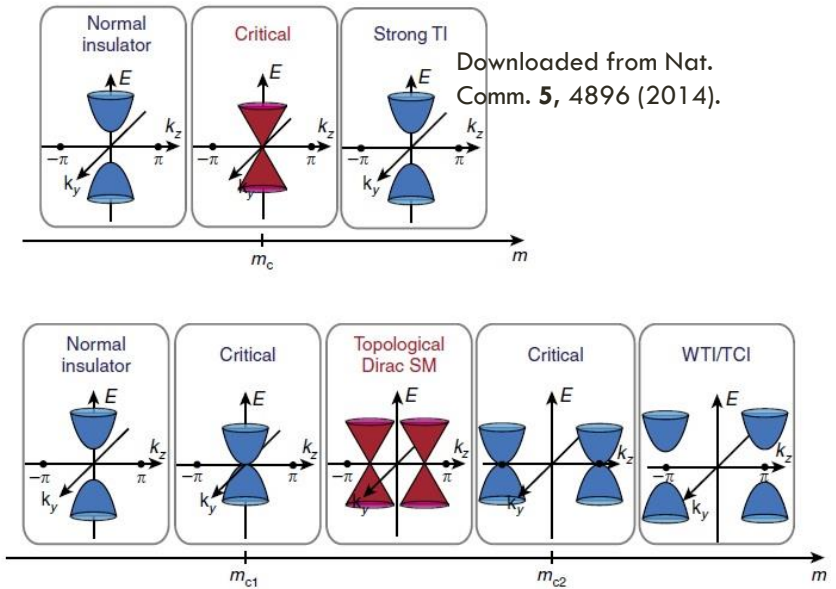 Normal
insulator
Critical
Strong TI
Downloaded from Nat.
Comm. 5, 4896 (2014).
E
k_z
−π
π
k_y
E
k_z
−π
π
k_y
E
k_z
−π
π
k_y
m_c
m
Normal
insulator
Critical
Topological
Dirac SM
Critical
WTI/TCI
E
k_z
−π
π
k_y
E
k_z
−π
π
k_y
E
k_z
−π
π
k_y
E
k_z
−π
π
k_y
E
k_z
−π
π
k_y
m_c1
m_c2
m